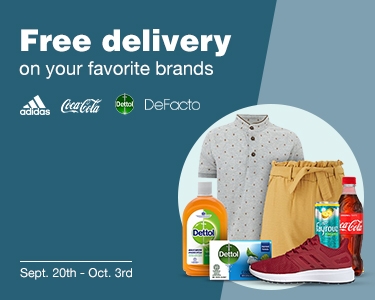 Free delivery
on your favorite brands
adidas Coca-Cola Dettol DeFacto
Dettol
Dettol
Fayrouz
Coca-Cola
Sept. 20th - Oct. 3rd